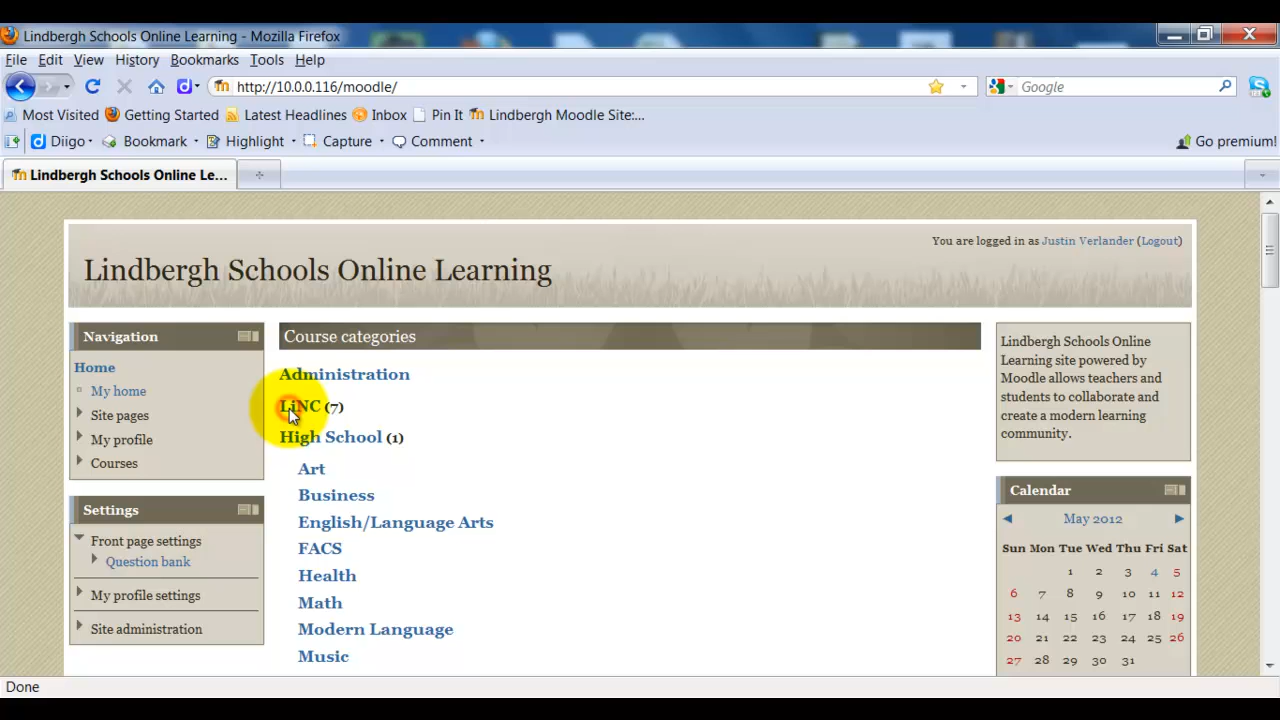 Lindbergh Schools Online Learning - Mozilla Firefox
File Edit View History Bookmarks Tools Help
http://10.0.0.116/moodle/
Google
Most Visited Getting Started Latest Headlines Inbox Pin It Lindbergh Moodle Site:...
Diigo Bookmark Highlight Capture Comment Go premium!
Lindbergh Schools Online Le...
You are logged in as Justin Verlander (Logout)
Lindbergh Schools Online Learning
Navigation
Home
My home
Site pages
My profile
Courses
Settings
Front page settings
Question bank
My profile settings
Site administration
Course categories
Administration
LiNC (7)
High School (1)
Art
Business
English/Language Arts
FACS
Health
Math
Modern Language
Music
Lindbergh Schools Online
Learning site powered by
Moodle allows teachers and
students to collaborate and
create a modern learning
community.
Calendar
May 2012
Sun Mon Tue Wed Thu Fri Sat
1 2 3 4 5
6 7 8 9 10 11 12
13 14 15 16 17 18 19
20 21 22 23 24 25 26
27 28 29 30 31
Done